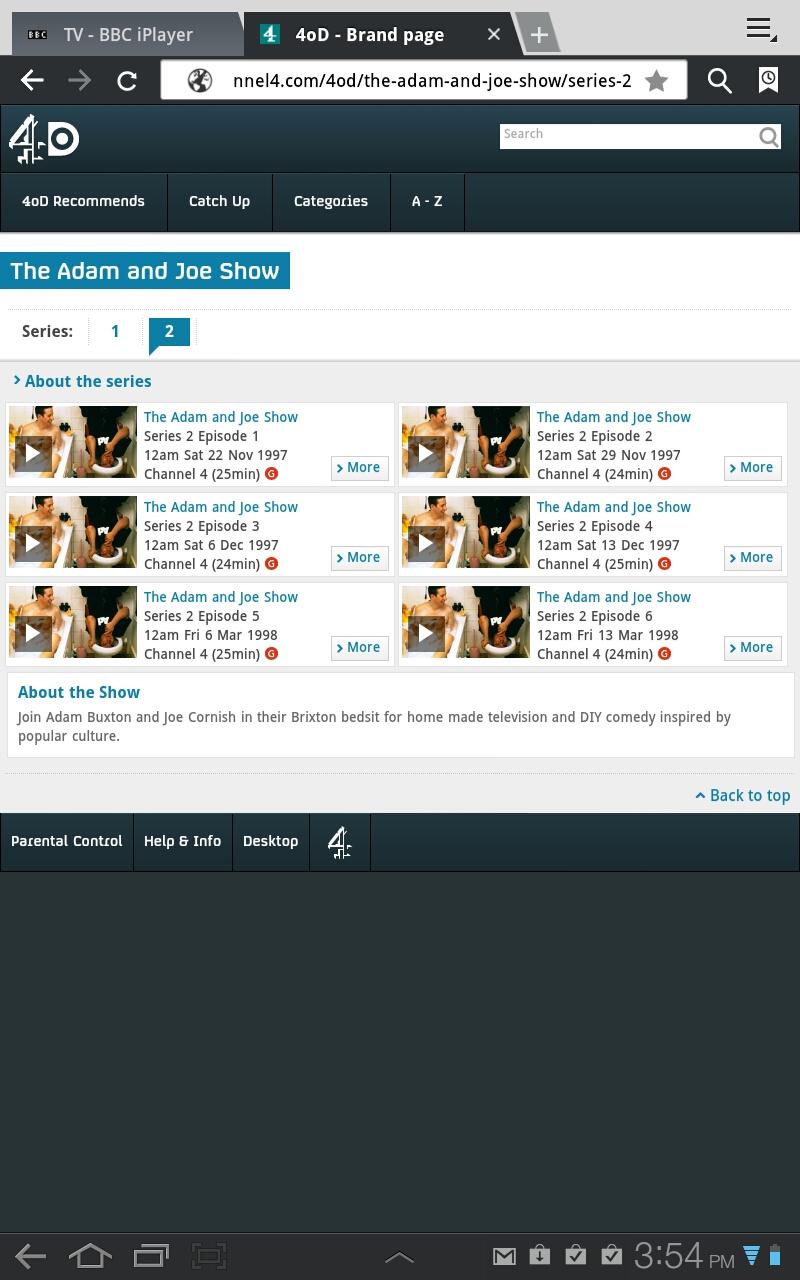 BBC TV - BBC iPlayer
4 4oD - Brand page
nnel4.com/4od/the-adam-and-joe-show/series-2
4oD
Search
4oD Recommends Catch Up Categories A - Z
The Adam and Joe Show
Series: 1 2
About the series
The Adam and Joe Show
Series 2 Episode 1
12am Sat 22 Nov 1997
Channel 4 (25min) G
More
The Adam and Joe Show
Series 2 Episode 2
12am Sat 29 Nov 1997
Channel 4 (24min) G
More
The Adam and Joe Show
Series 2 Episode 3
12am Sat 6 Dec 1997
Channel 4 (24min) G
More
The Adam and Joe Show
Series 2 Episode 4
12am Sat 13 Dec 1997
Channel 4 (25min) G
More
The Adam and Joe Show
Series 2 Episode 5
12am Fri 6 Mar 1998
Channel 4 (25min) G
More
The Adam and Joe Show
Series 2 Episode 6
12am Fri 13 Mar 1998
Channel 4 (24min) G
More
About the Show
Join Adam Buxton and Joe Cornish in their Brixton bedsit for home made television and DIY comedy inspired by
popular culture.
Back to top
Parental Control Help & Info Desktop 4
3:54 PM